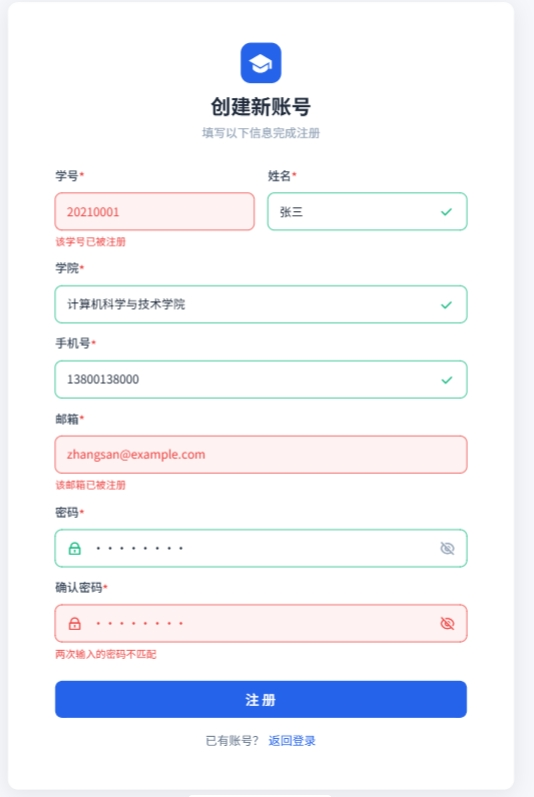 创建新账号
填写以下信息完成注册
学号* 姓名*
20210001 张三
该学号已被注册
学院*
计算机科学与技术学院
手机号*
13800138000
邮箱*
zhangsan@example.com
该邮箱已被注册
密码*
••••••••
确认密码*
••••••••
两次输入的密码不匹配
注册
已有账号? 返回登录